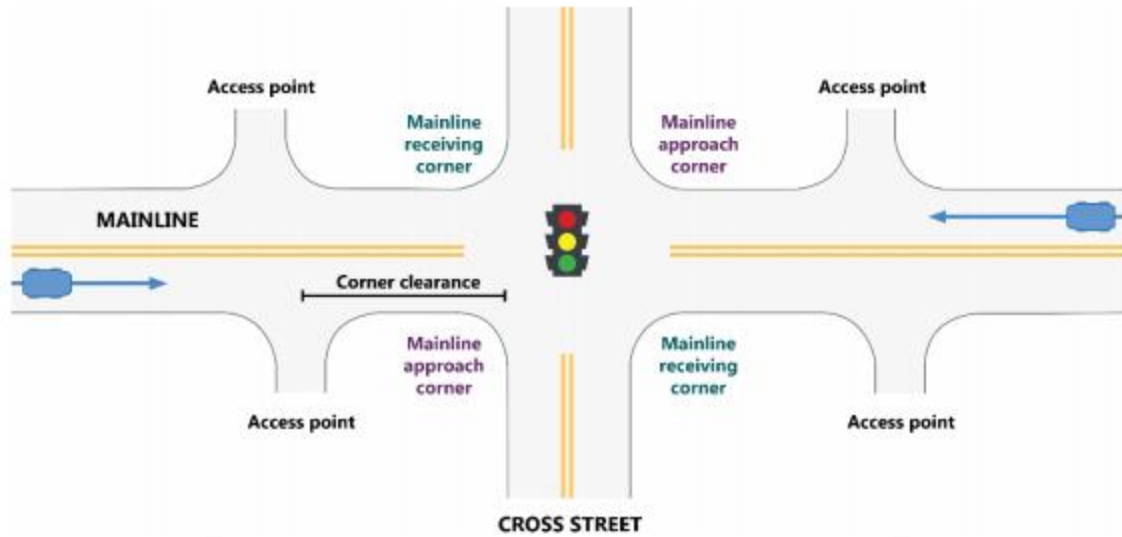 Access point
Access point
Mainline
receiving
corner
Mainline
approach
corner
MAINLINE
Corner clearance
Mainline
approach
corner
Mainline
receiving
corner
Access point
Access point
CROSS STREET